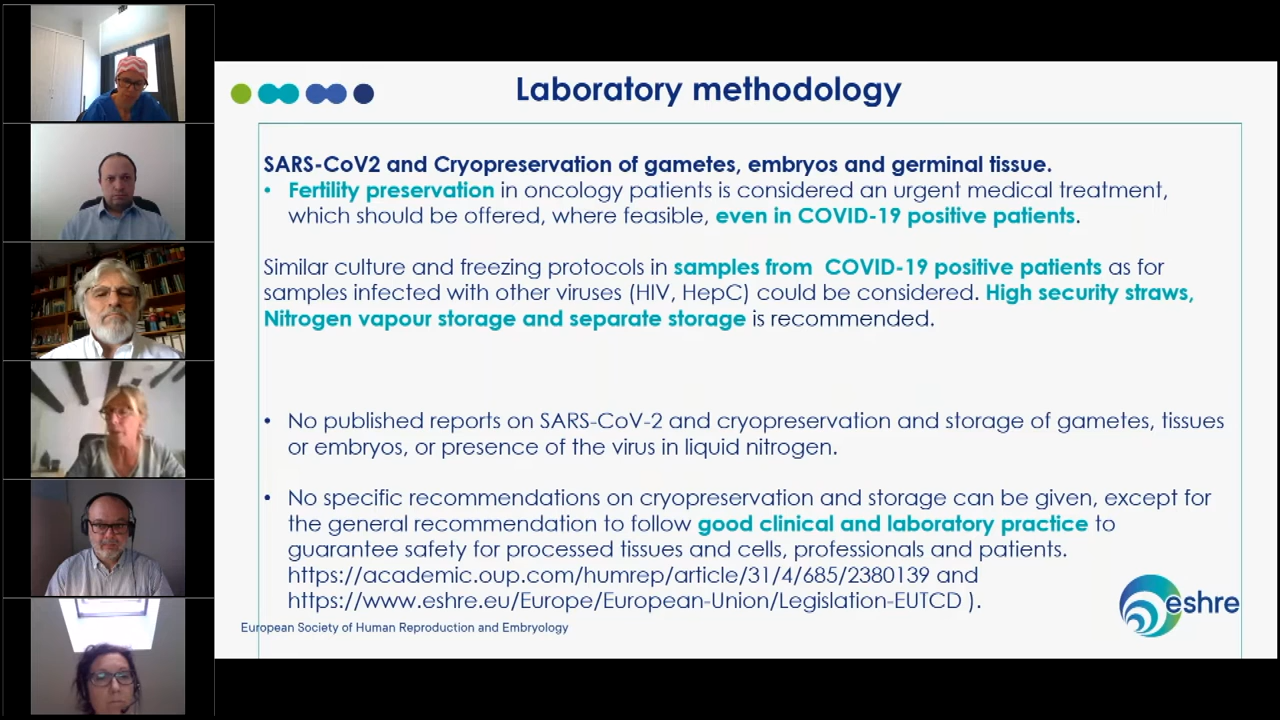 Laboratory methodology
SARS-CoV2 and Cryopreservation of gametes, embryos and germinal tissue.
• Fertility preservation in oncology patients is considered an urgent medical treatment,
which should be offered, where feasible, even in COVID-19 positive patients.
Similar culture and freezing protocols in samples from  COVID-19 positive patients as for
samples infected with other viruses (HIV, HepC) could be considered. High security straws,
Nitrogen vapour storage and separate storage is recommended.
• No published reports on SARS-CoV-2 and cryopreservation and storage of gametes, tissues
or embryos, or presence of the virus in liquid nitrogen.
• No specific recommendations on cryopreservation and storage can be given, except for
the general recommendation to follow good clinical and laboratory practice to
guarantee safety for processed tissues and cells, professionals and patients.
https://academic.oup.com/humrep/article/31/4/685/2380139 and
https://www.eshre.eu/Europe/European-Union/Legislation-EUTCD ).
eshre
European Society of Human Reproduction and Embryology